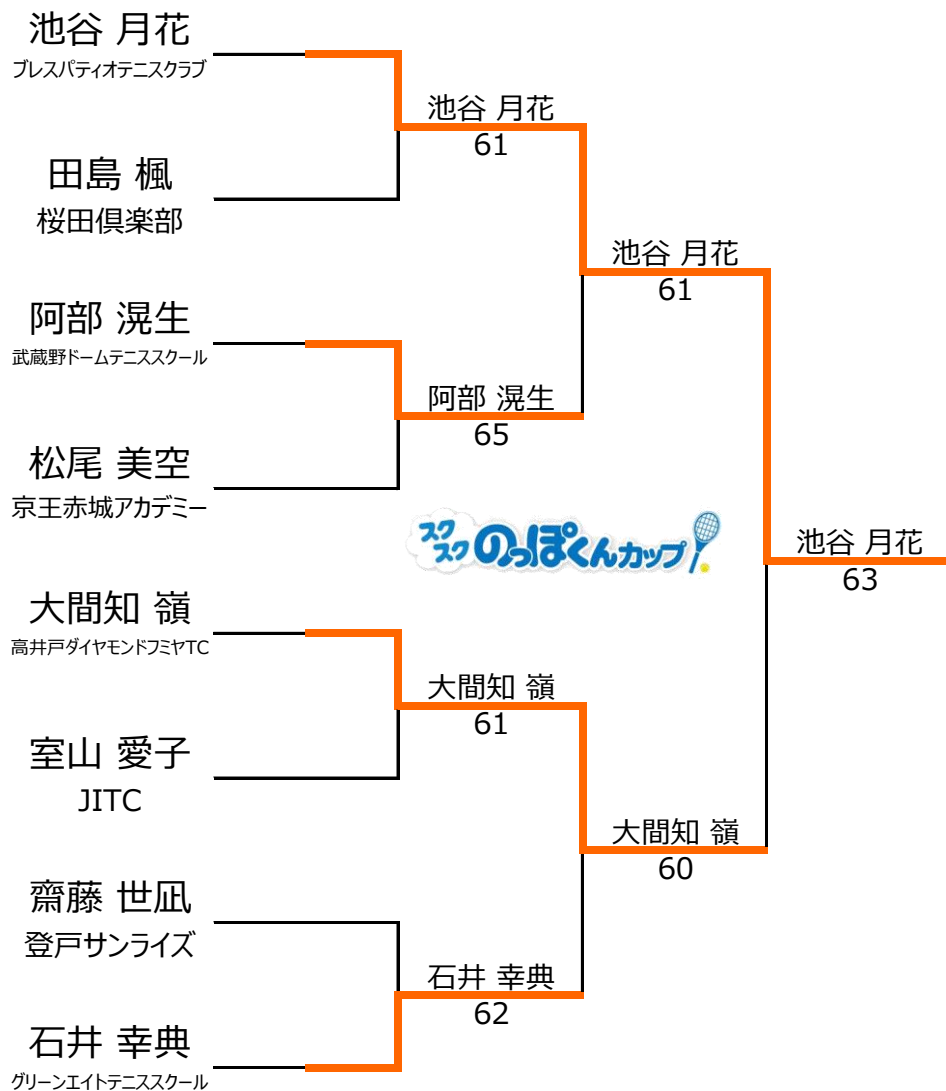 池谷 月花
ブレスパティオテニスクラブ
池谷 月花
61
田島 楓
桜田倶楽部
池谷 月花
61
阿部 滉生
武蔵野ドームテニススクール
阿部 滉生
65
松尾 美空
京王赤城アカデミー
スクスク のっぽくんカップ
池谷 月花
63
大間知 嶺
高井戸ダイヤモンドフミヤTC
大間知 嶺
61
室山 愛子
JITC
大間知 嶺
60
齋藤 世凪
登戸サンライズ
石井 幸典
62
石井 幸典
グリーンエイトテニススクール